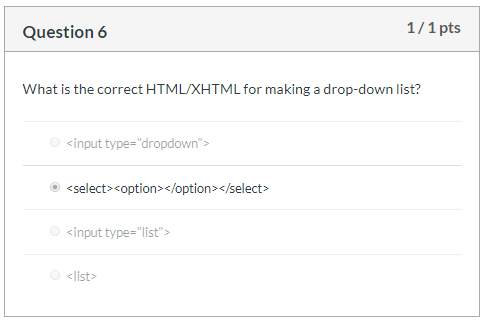 Question 6
1 / 1 pts
What is the correct HTML/XHTML for making a drop-down list?
<input type="dropdown">
<select><option></option></select>
<input type="list">
<list>